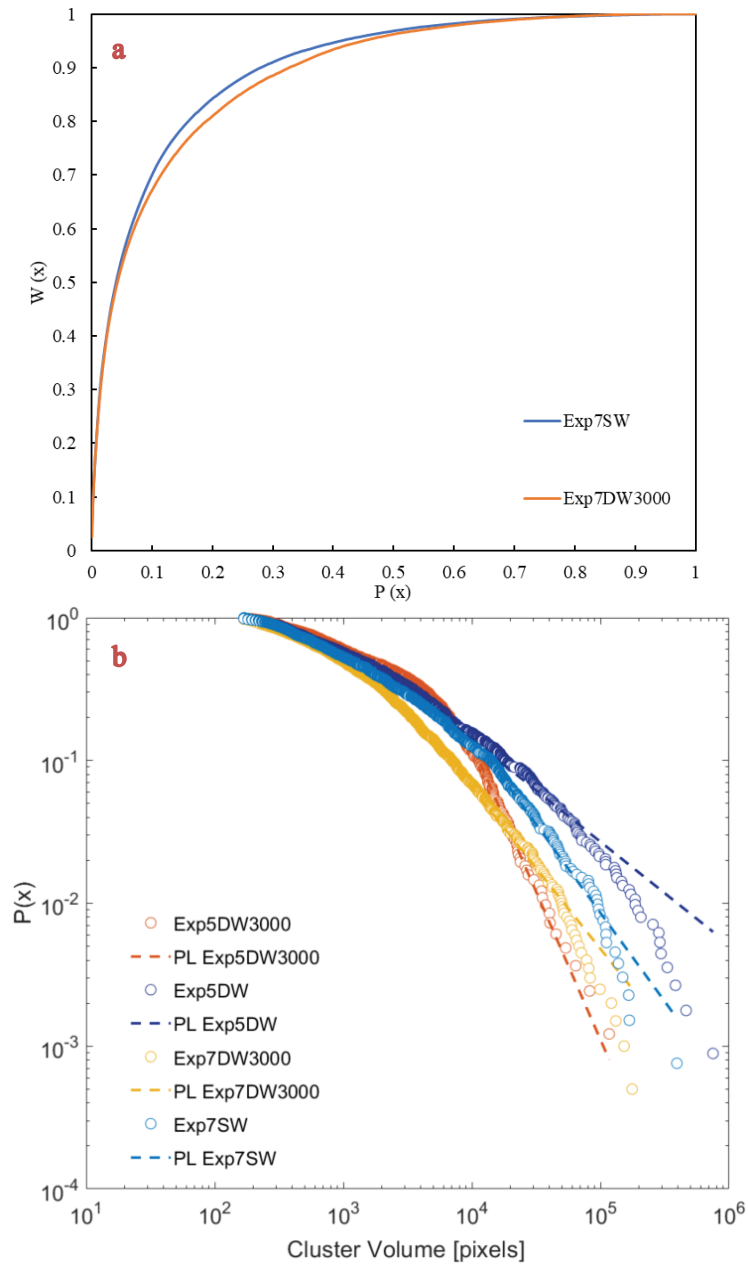 a
1
0.9
0.8
0.7
0.6
0.5
0.4
0.3
0.2
0.1
0
W (x)
Exp7SW
Exp7DW3000
0 0.1 0.2 0.3 0.4 0.5 0.6 0.7 0.8 0.9 1
P (x)
b
10^0
10^-1
10^-2
10^-3
10^-4
P(x)
Exp5DW3000
PL Exp5DW3000
Exp5DW
PL Exp5DW
Exp7DW3000
PL Exp7DW3000
Exp7SW
PL Exp7SW
10^1 10^2 10^3 10^4 10^5 10^6
Cluster Volume [pixels]